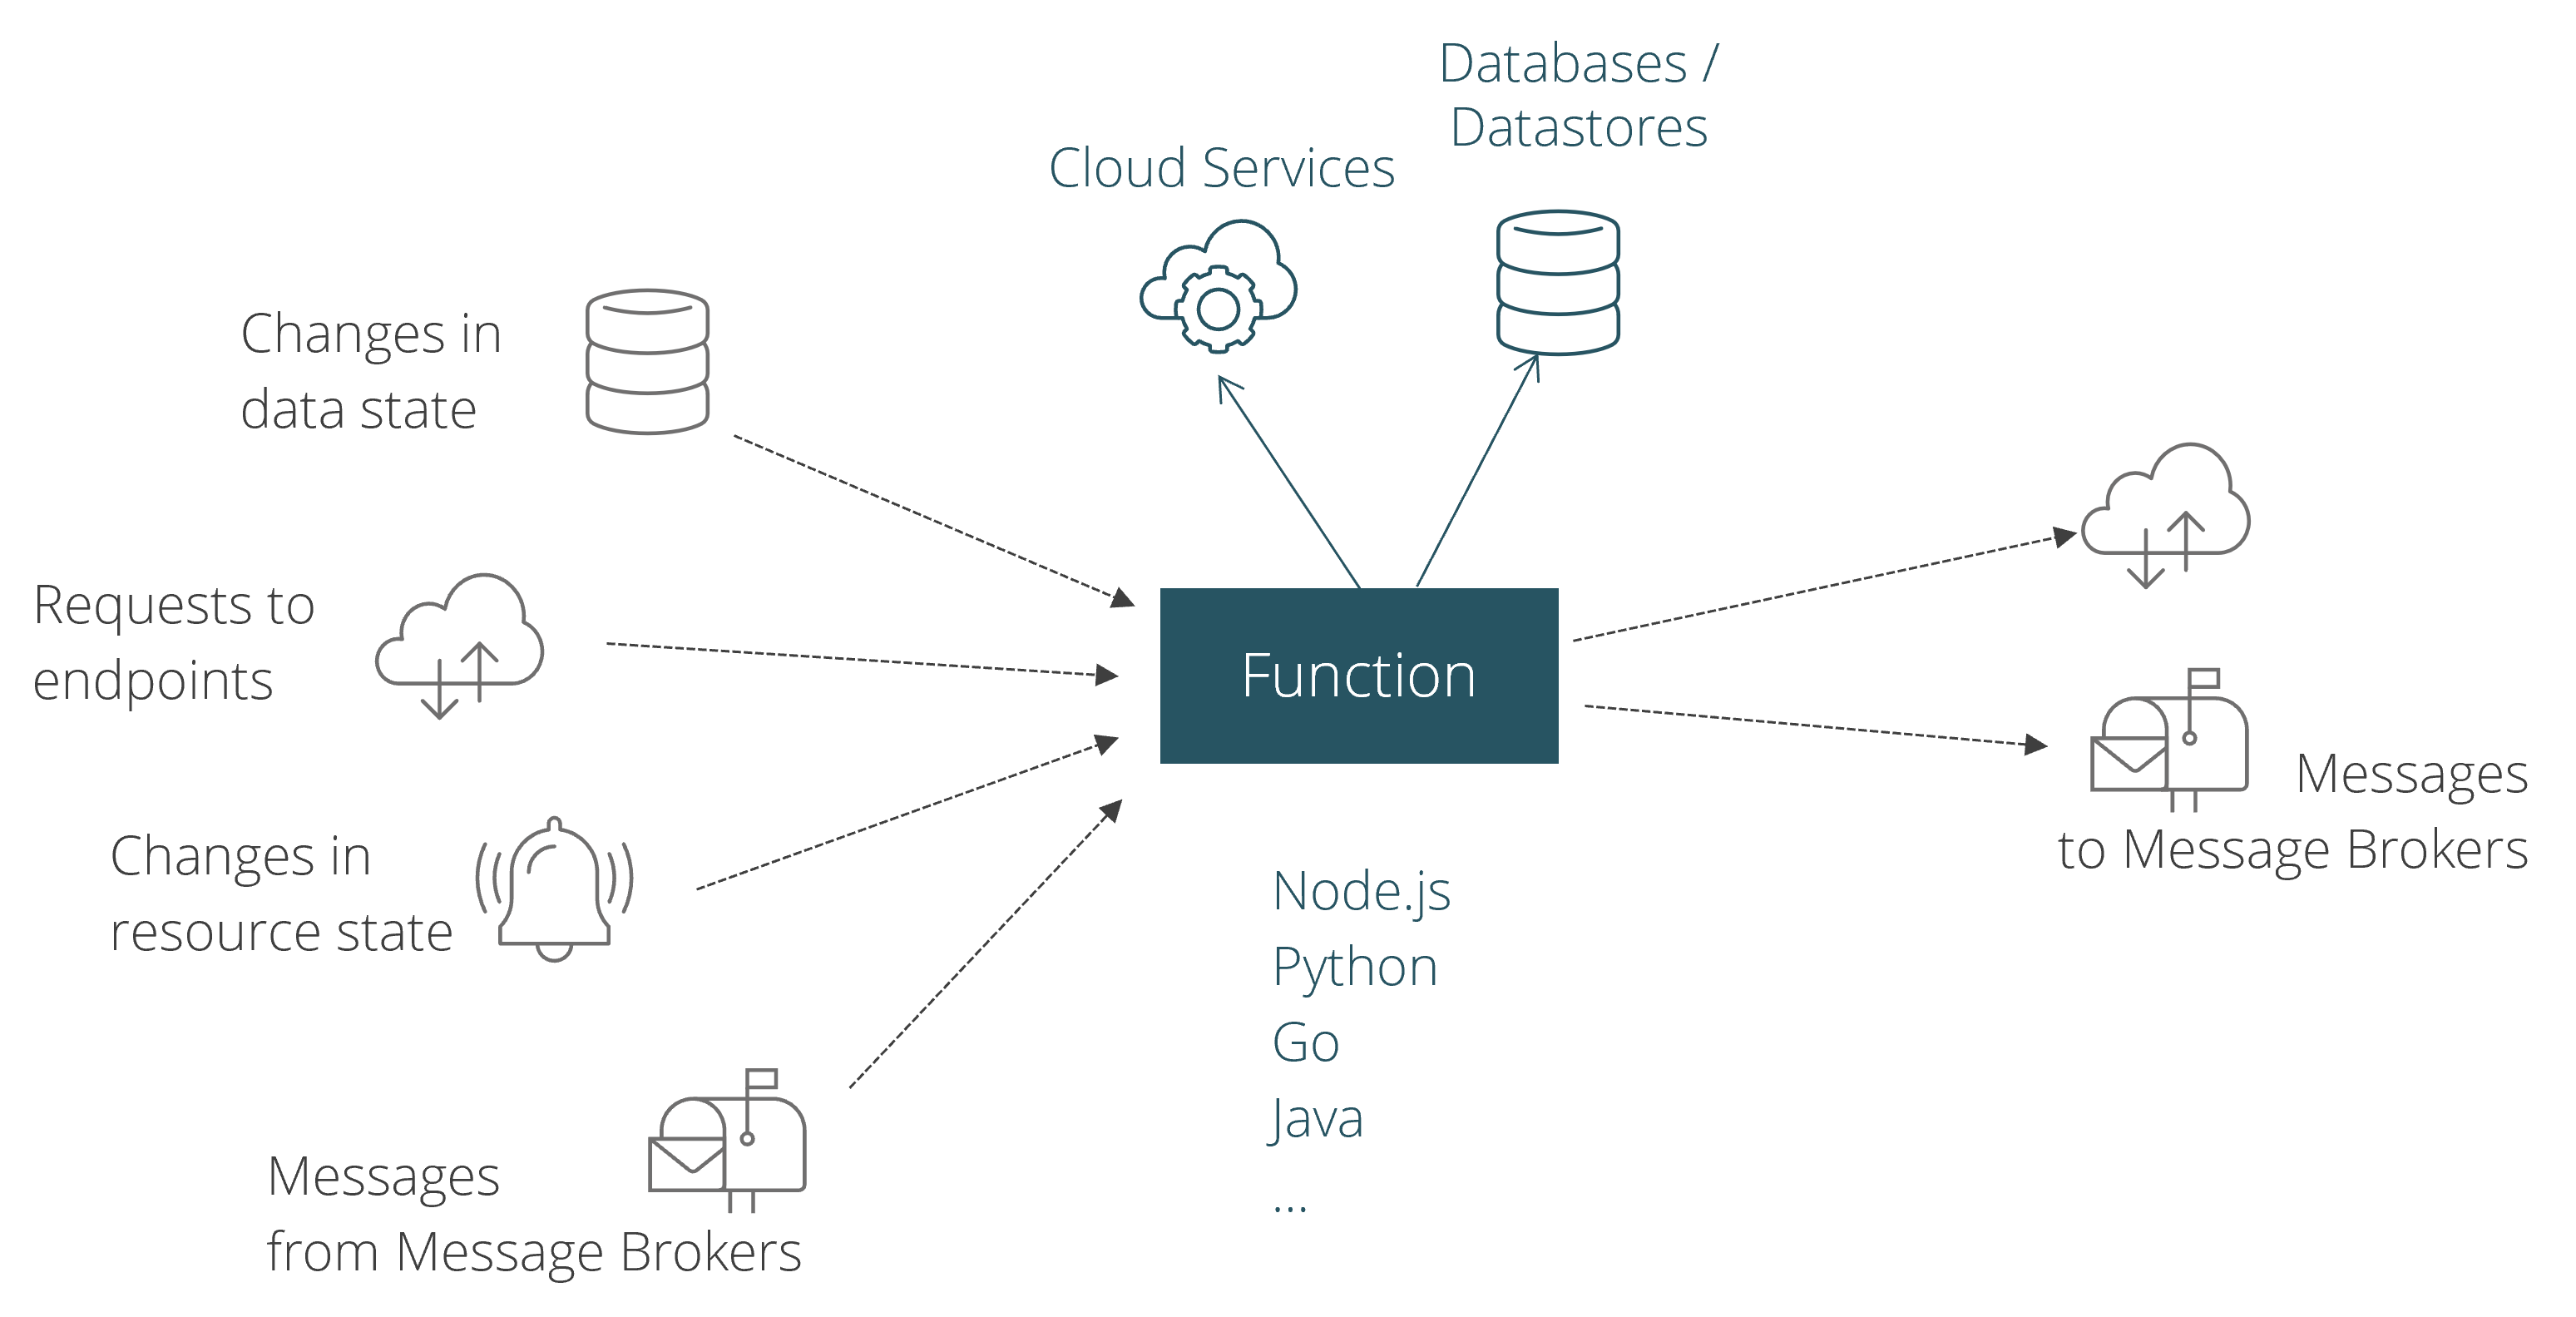 Databases /
Datastores
Cloud Services
Changes in
data state
Requests to
endpoints
Function
Changes in
resource state
Messages
to Message Brokers
Node.js
Python
Go
Java
...
Messages
from Message Brokers